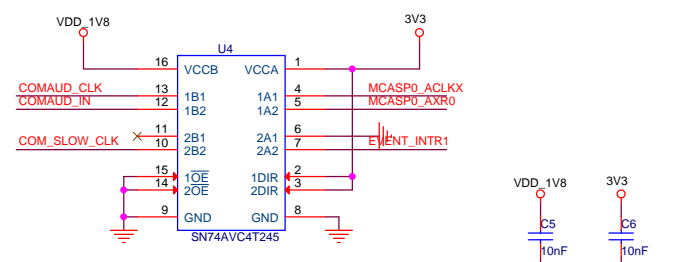 VDD_1V8
3V3
U4
16 VCCB VCCA 1
COMAUD_CLK 13 1B1 1A1 4 MCASP0_ACLKX
COMAUD_IN 12 1B2 1A2 5 MCASP0_AXR0
11 2B1 2A1 6
COM_SLOW_CLK 10 2B2 2A2 7 EVENT_INTR1
15 1OE 1DIR 2
14 2OE 2DIR 3
9 GND GND 8
SN74AVC4T245
VDD_1V8
3V3
C5
C6
10nF
10nF